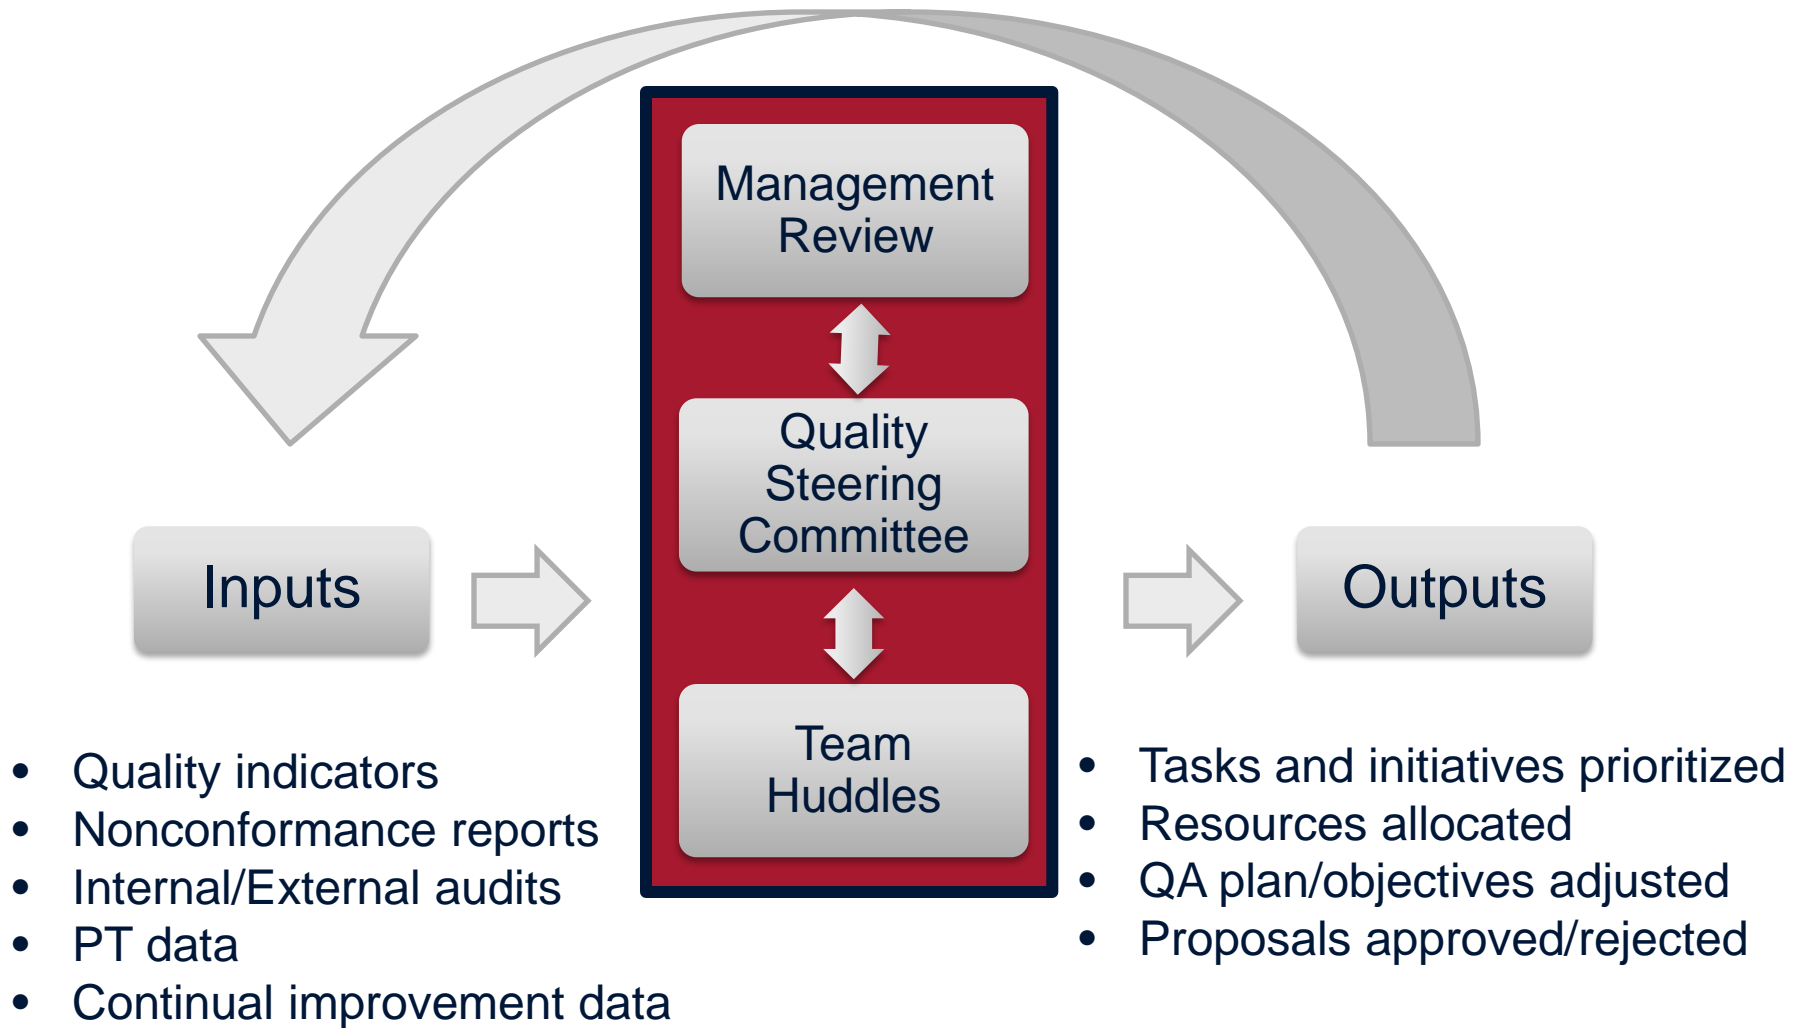 Management
Review
Quality
Steering
Committee
Team
Huddles
Inputs
• Quality indicators
• Nonconformance reports
• Internal/External audits
• PT data
• Continual improvement data
Outputs
• Tasks and initiatives prioritized
• Resources allocated
• QA plan/objectives adjusted
• Proposals approved/rejected